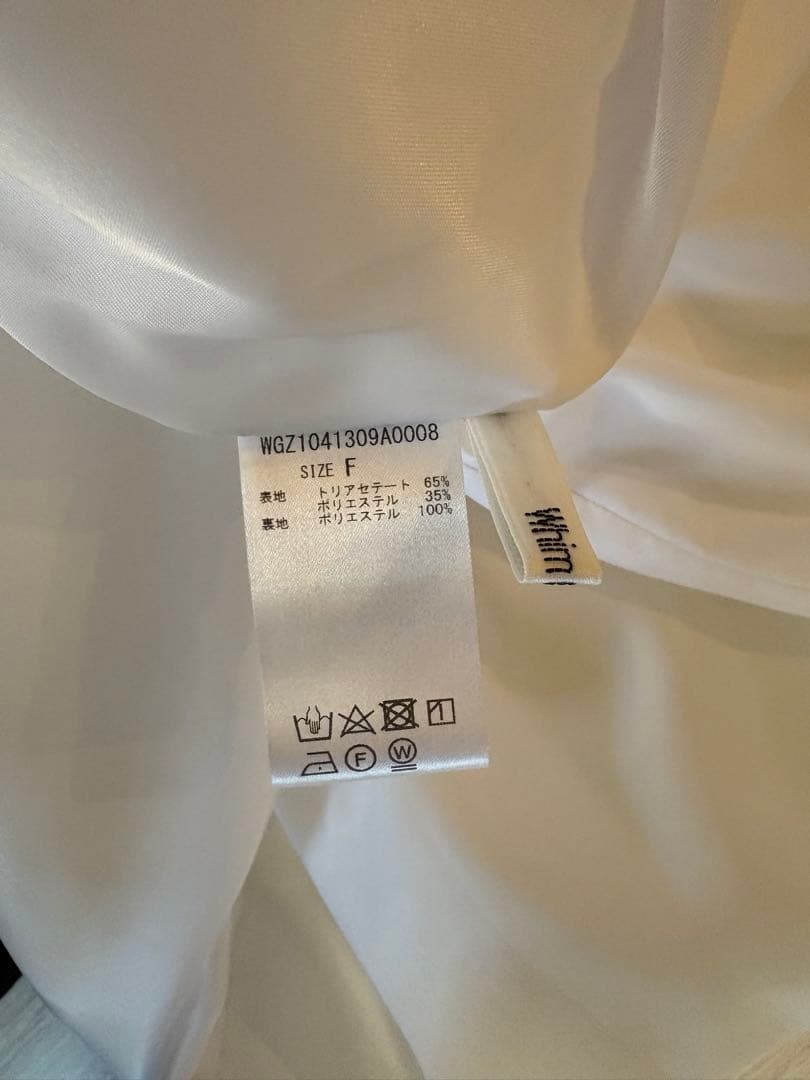 WGZ1041309A0008
SIZE F
表地 トリアセテート 65%
ポリエステル 35%
裏地 ポリエステル 100%
F W
Whim